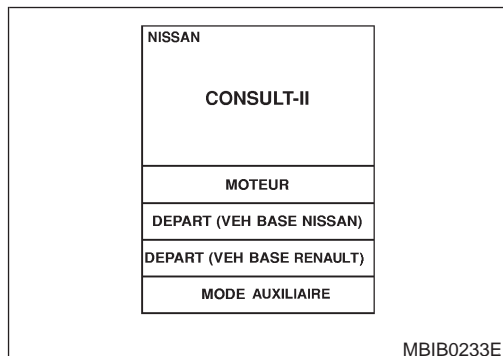 NISSAN
CONSULT-II
MOTEUR
DEPART (VEH BASE NISSAN)
DEPART (VEH BASE RENAULT)
MODE AUXILIAIRE
MBIB0233E